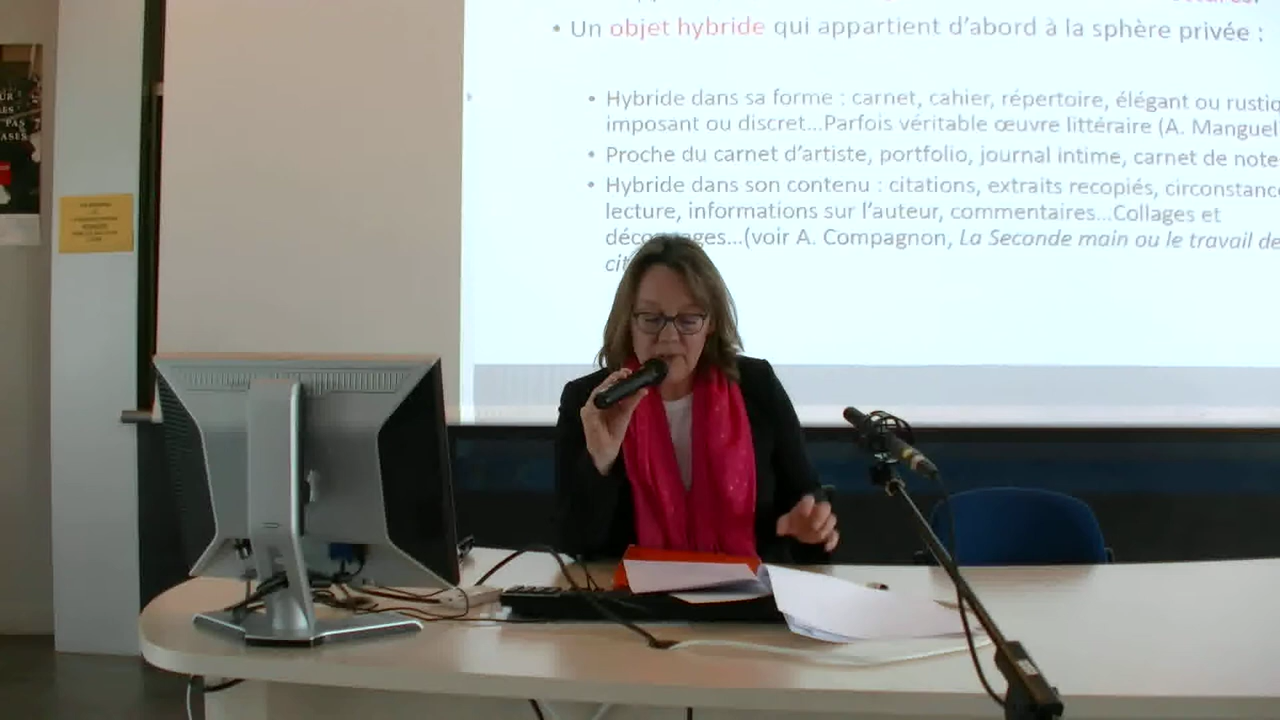 • Un objet hybride qui appartient d'abord à la sphère privée :
• Hybride dans sa forme : carnet, cahier, répertoire, élégant ou rustiq
imposant ou discret...Parfois véritable œuvre littéraire (A. Manguel
• Proche du carnet d'artiste, portfolio, journal intime, carnet de note
• Hybride dans son contenu : citations, extraits recopiés, circonstance
lecture, informations sur l'auteur, commentaires...Collages et
(voir A. Compagnon, La Seconde main ou le travail de
cit
UR
PAS